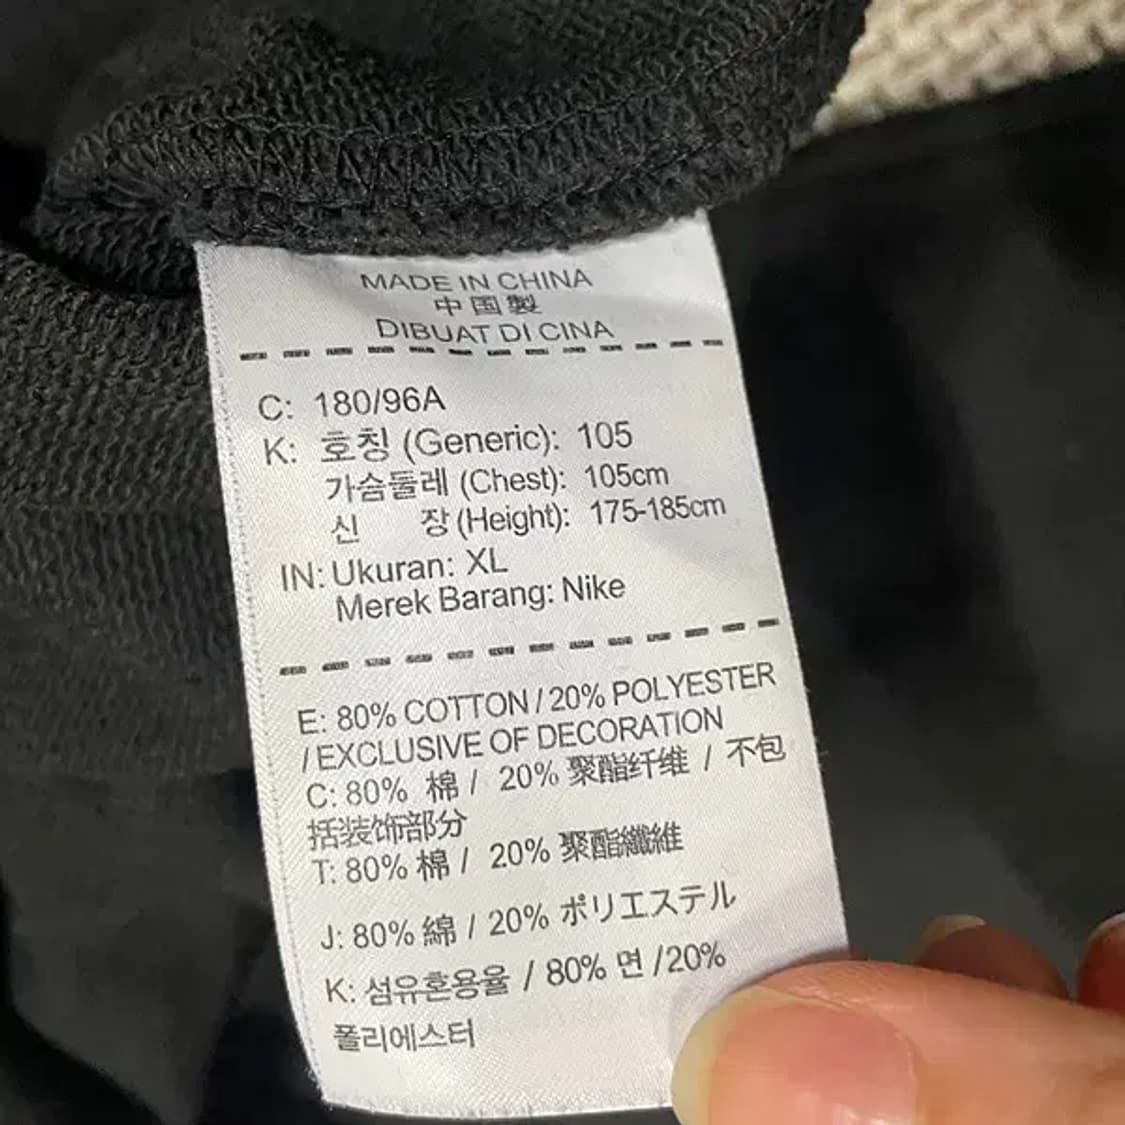 MADE IN CHINA
中国製
DIBUAT DI CINA
C: 180/96A
K: 호칭 (Generic): 105
가슴둘레 (Chest): 105cm
신 장 (Height): 175-185cm
IN: Ukuran: XL
Merek Barang: Nike
E: 80% COTTON / 20% POLYESTER
/ EXCLUSIVE OF DECORATION
C: 80% 棉 / 20% 聚酯纤维 / 不包
括装饰部分
T: 80% 棉 / 20% 聚酯纖維
J: 80% 綿 / 20% ポリエステル
K: 섬유혼용율 / 80% 면 /20%
폴리에스터